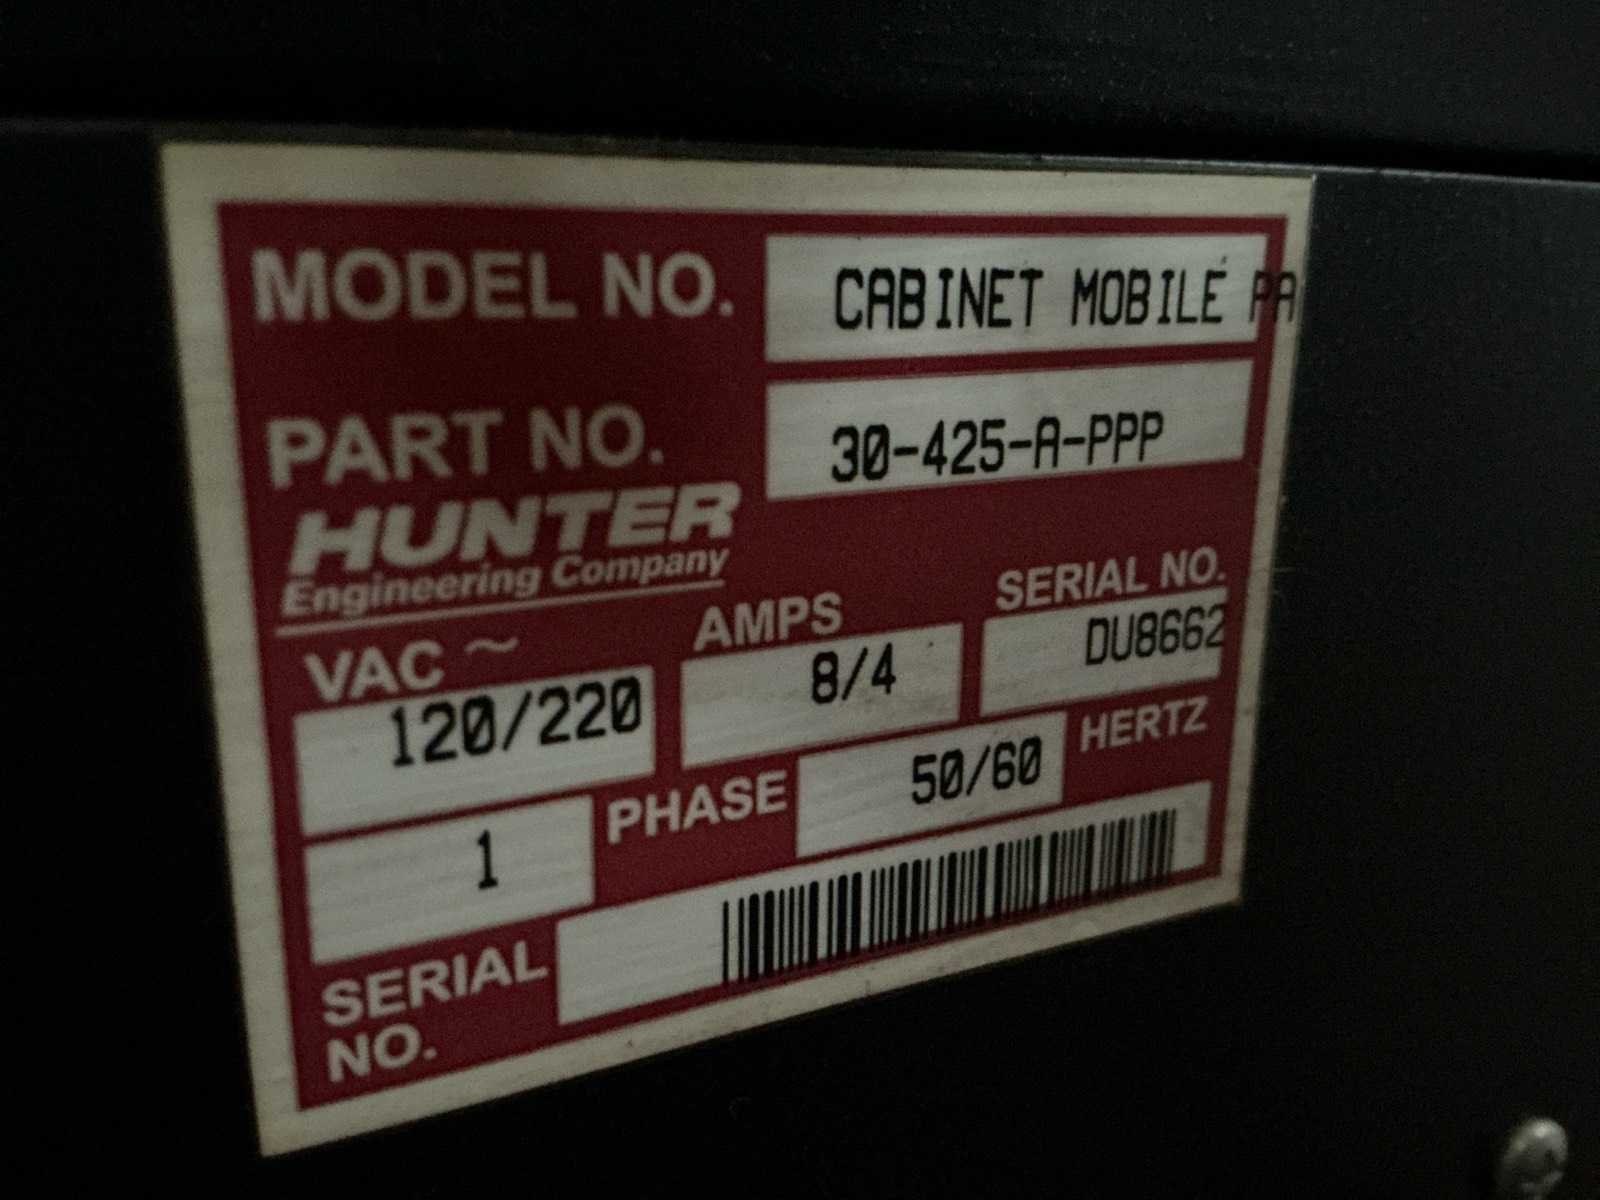 MODEL NO. CABINET MOBILE PA
PART NO. 30-425-A-PPP
HUNTER
Engineering Company
VAC ~ AMPS SERIAL NO.
120/220 8/4 DU8662
1 PHASE 50/60 HERTZ
SERIAL
NO.